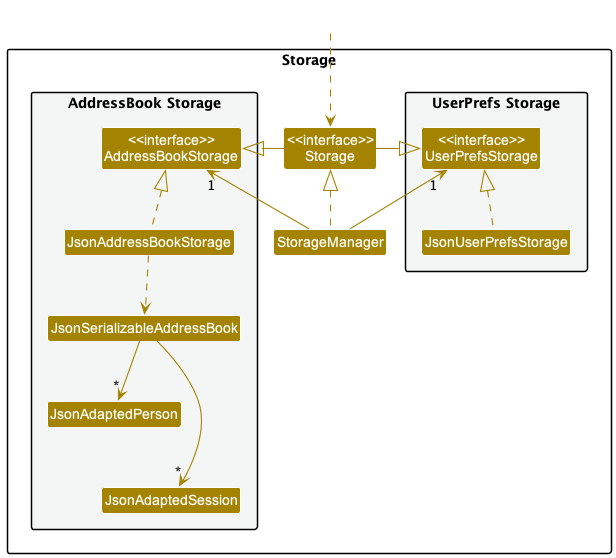 Storage
AddressBook Storage
UserPrefs Storage
<<interface>>
AddressBookStorage
<<interface>>
Storage
<<interface>>
UserPrefsStorage
1
1
JsonAddressBookStorage
StorageManager
JsonUserPrefsStorage
JsonSerializableAddressBook
*
JsonAdaptedPerson
*
JsonAdaptedSession